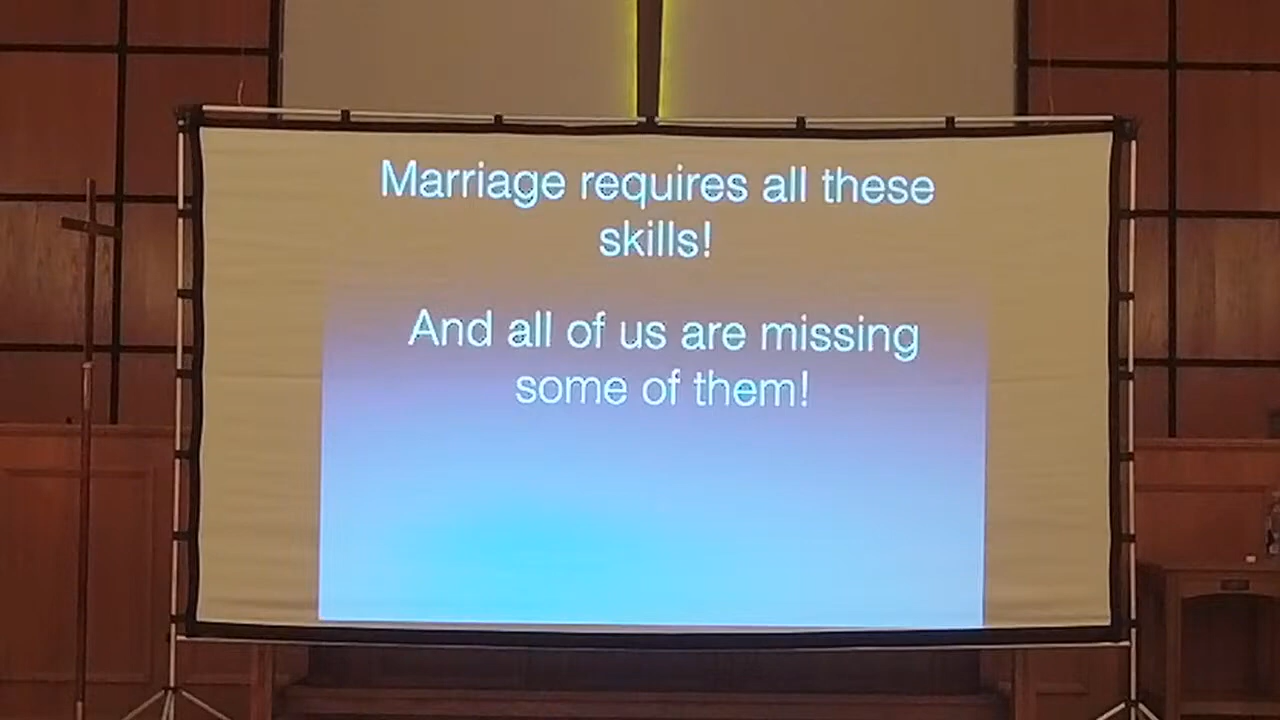 Marriage requires all these
skills!
And all of us are missing
some of them!